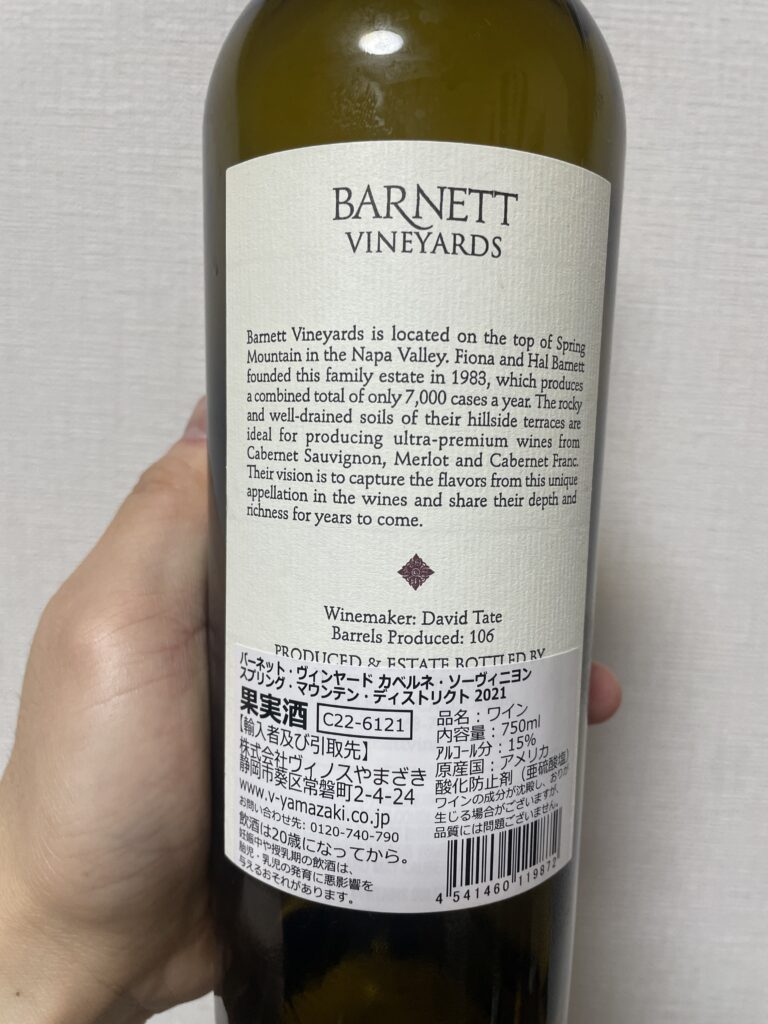 BARNETT
VINEYARDS
Barnett Vineyards is located on the top of Spring
Mountain in the Napa Valley. Fiona and Hal Barnett
founded this family estate in 1983, which produces
a combined total of only 7,000 cases a year. The rocky
and well-drained soils of their hillside terraces are
ideal for producing ultra-premium wines from
Cabernet Sauvignon, Merlot and Cabernet Franc.
Their vision is to capture the flavors from this unique
appellation in the wines and share their depth and
richness for years to come.
Winemaker: David Tate
Barrels Produced: 106
PRODUCED & ESTATE BOTTLED BY
バーネット・ヴィンヤード カベルネ・ソーヴィニヨン
スプリング・マウンテン・ディストリクト 2021
果実酒 C22-6121
【輸入者及び引取先】
株式会社ヴィノスやまざき
静岡市葵区常磐町2-4-24
www.v-yamazaki.co.jp
お問い合わせ先: 0120-740-790
飲酒は20歳になってから。
妊娠中や授乳期の飲酒は、
胎児・乳児の発育に悪影響を
与えるおそれがあります。
品名：ワイン
内容量：750ml
アルコール分：15%
原産国：アメリカ
酸化防止剤（亜硫酸塩）
ワインの成分が沈殿し、おりが
生じる場合がございますが、
品質には問題ございません。
4 541460 119872